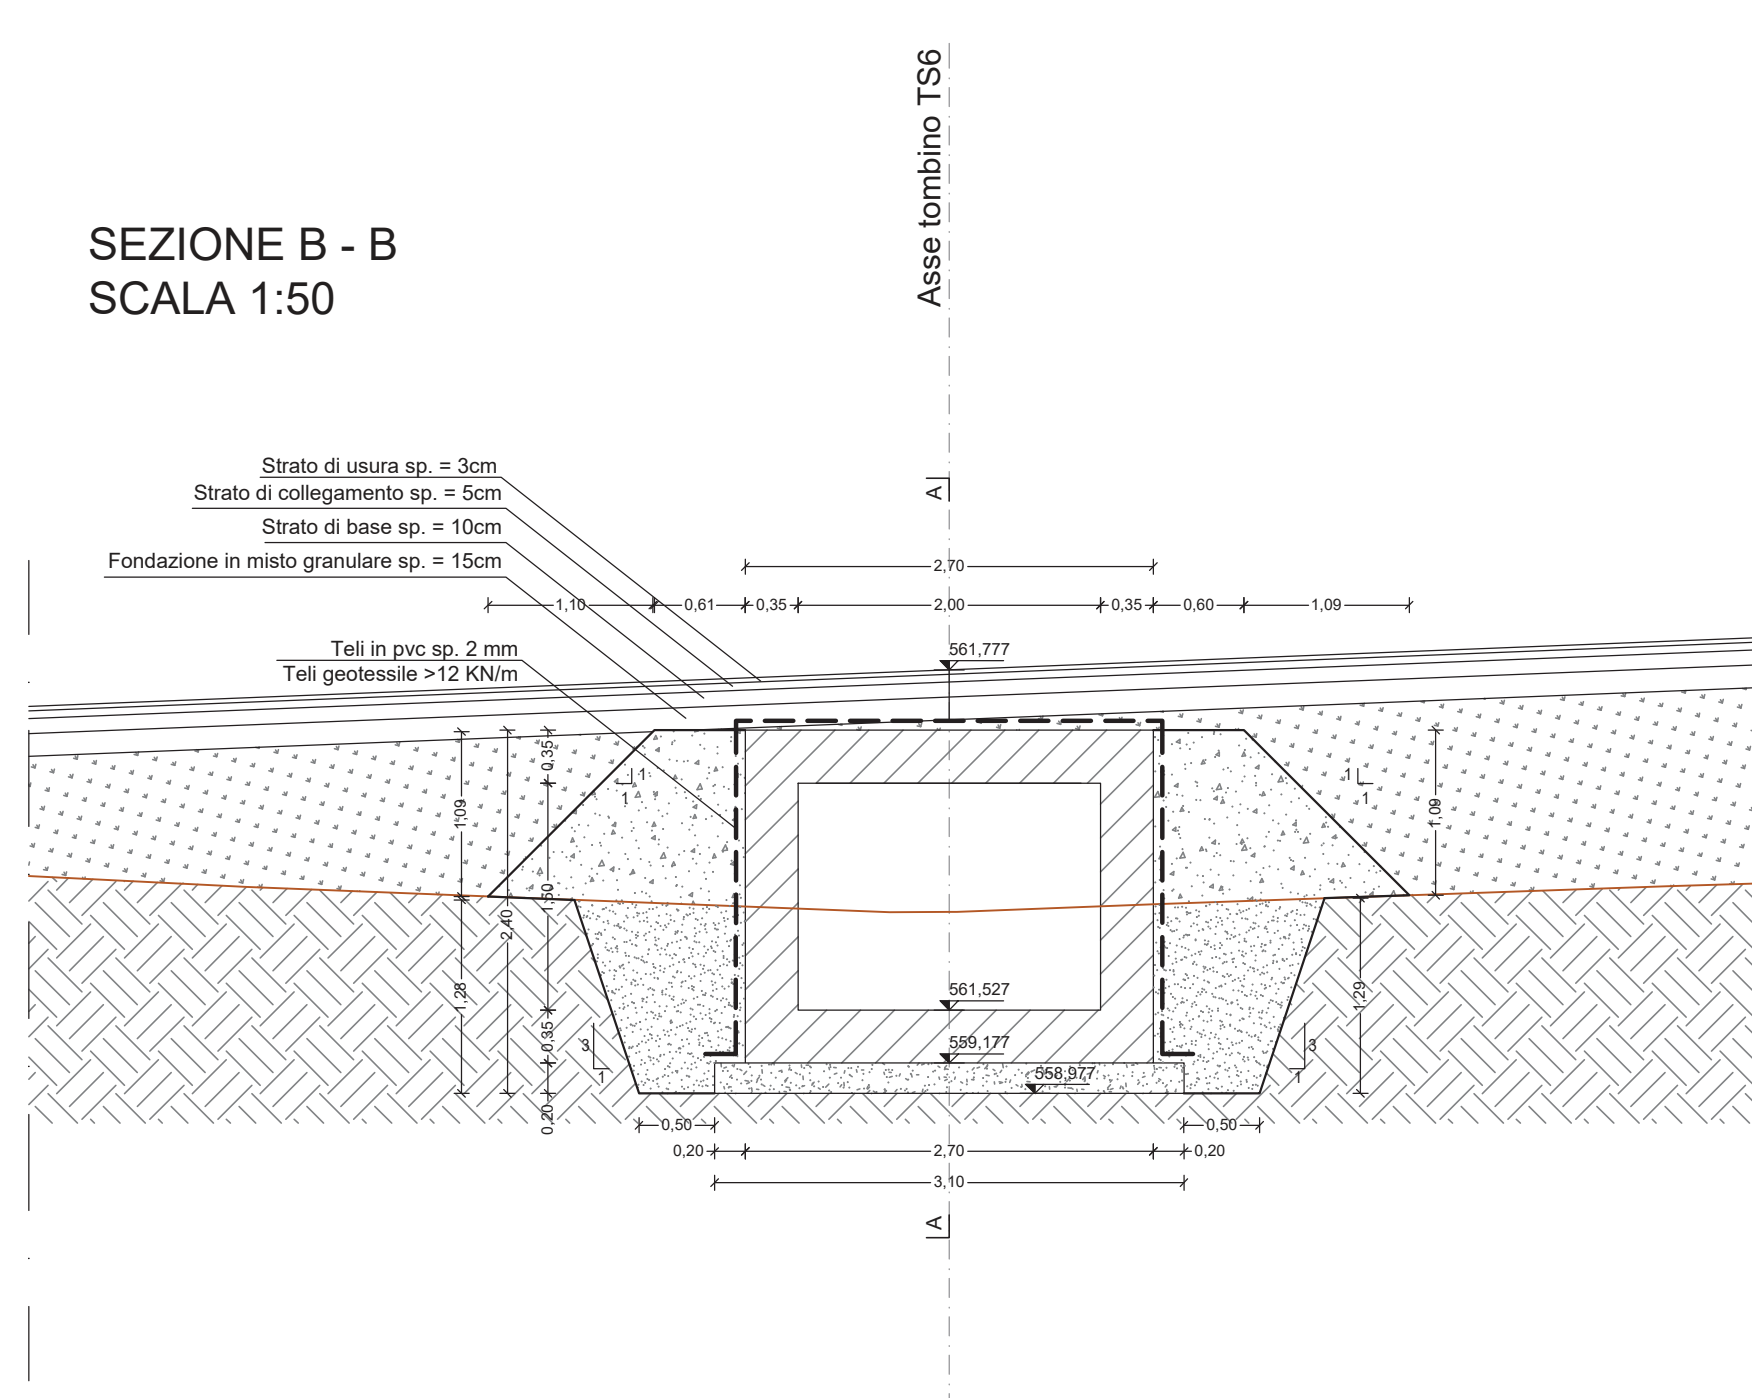 Asse tombino TS6
SEZIONE B - B
SCALA 1:50
Strato di usura sp. = 3cm
Strato di collegamento sp. = 5cm
Strato di base sp. = 10cm
Fondazione in misto granulare sp. = 15cm
A
2,70
1,10 0,61 0,35 2,00 0,35 0,60 1,09
Teli in pvc sp. 2 mm
Teli geotessile >12 KN/m
561,777
0,35
1
1
1
1
1,09
1,09
1,50
2,40
1,28
561,527
1,29
0,35
3
1
559,177
3
1
558,977
0,20
0,50
0,50
0,20 2,70 0,20
3,10
A